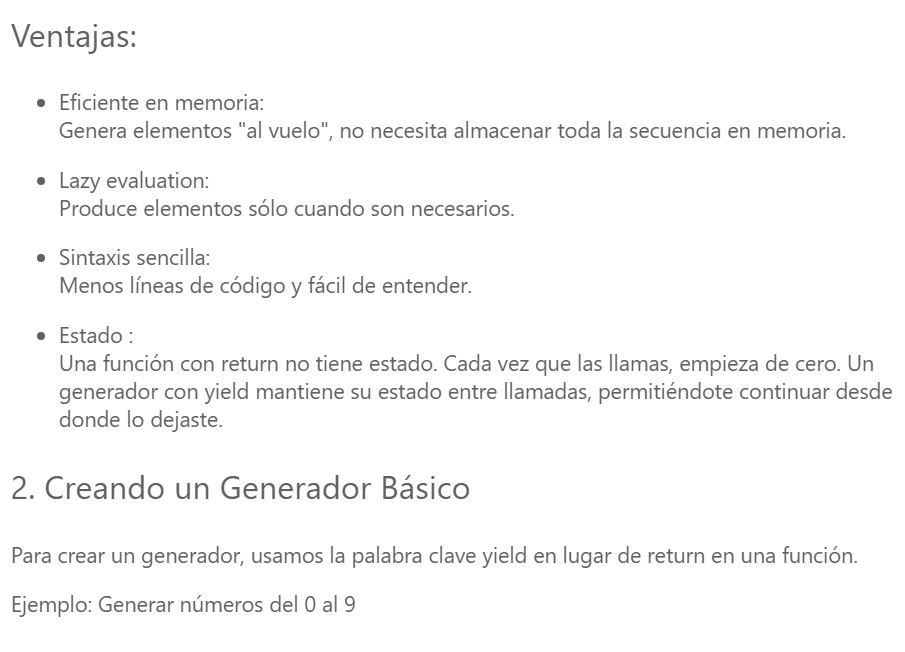 Ventajas:
• Eficiente en memoria:
Genera elementos "al vuelo", no necesita almacenar toda la secuencia en memoria.
• Lazy evaluation:
Produce elementos sólo cuando son necesarios.
• Sintaxis sencilla:
Menos líneas de código y fácil de entender.
• Estado :
Una función con return no tiene estado. Cada vez que las llamas, empieza de cero. Un
generador con yield mantiene su estado entre llamadas, permitiéndote continuar desde
donde lo dejaste.
2. Creando un Generador Básico
Para crear un generador, usamos la palabra clave yield en lugar de return en una función.
Ejemplo: Generar números del 0 al 9